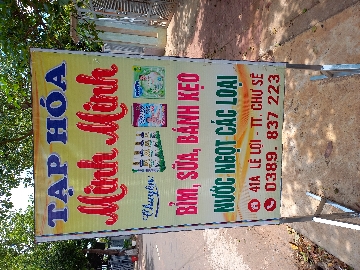 TẠP HÓA
Minh Minh
Chuyên:
BỈM, SỮA, BÁNH KẸO
NƯỚC NGỌT CÁC LOẠI
41A LÊ LỢI - TT. CHƯ SÊ
0389. 837 223